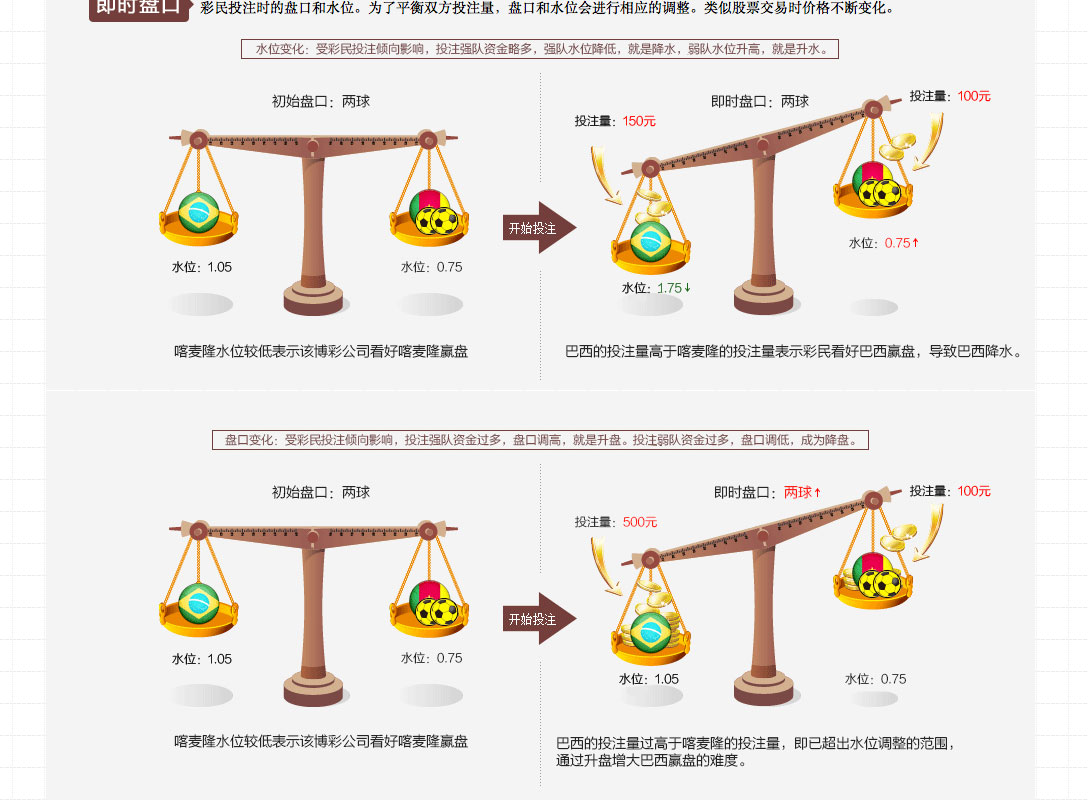 即时盘口
彩民投注时的盘口和水位。为了平衡双方投注量，盘口和水位会进行相应的调整。类似股票交易时价格不断变化。
水位变化：受彩民投注倾向影响，投注强队资金略多，强队水位降低，就是降水，弱队水位升高，就是升水。
初始盘口：两球
即时盘口：两球
投注量：100元
投注量：150元
开始投注
水位：1.05
水位：0.75
水位：0.75↑
水位：1.75↓
喀麦隆水位较低表示该博彩公司看好喀麦隆赢盘
巴西的投注量高于喀麦隆的投注量表示彩民看好巴西赢盘，导致巴西降水。
盘口变化：受彩民投注倾向影响，投注强队资金过多，盘口调高，就是升盘。投注弱队资金过多，盘口调低，成为降盘。
初始盘口：两球
即时盘口：两球↑
投注量：100元
投注量：500元
开始投注
水位：1.05
水位：0.75
水位：1.05
水位：0.75
喀麦隆水位较低表示该博彩公司看好喀麦隆赢盘
巴西的投注量过高于喀麦隆的投注量，即已超出水位调整的范围，
通过升盘增大巴西赢盘的难度。